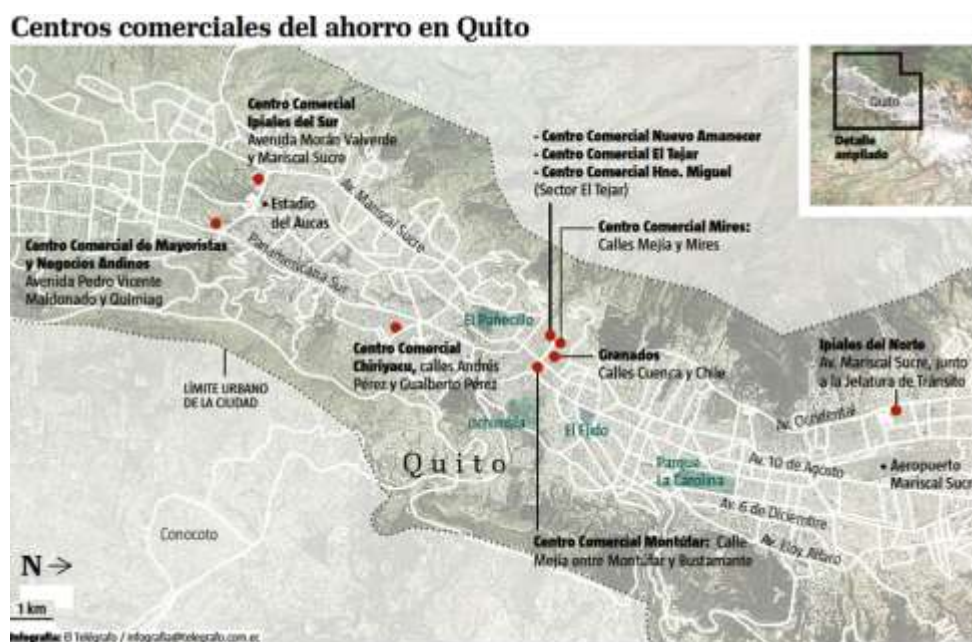 Centros comerciales del ahorro en Quito
Quito
Detalle
ampliado
Centro Comercial
Ipiales del Sur
Avenida Morán Valverde
y Mariscal Sucre
- Centro Comercial Nuevo Amanecer
- Centro Comercial El Tejar
- Centro Comercial Hno. Miguel
(Sector El Tejar)
• Estadio
del Aucas
Av. Mariscal Sucre
Centro Comercial Mires:
Calles Mejía y Mires
Centro Comercial de Mayoristas
y Negocios Andinos
Avenida Pedro Vicente
Maldonado y Quimiag
Panamericana Sur
El Panecillo
Centro Comercial
Chiriyacu, calles Andrés
Pérez y Gualberto Pérez
Granados
Calles Cuenca y Chile
Ipiales del Norte
Av. Mariscal Sucre, junto
a la Jefatura de Tránsito
LÍMITE URBANO
DE LA CIUDAD
Itchimbía
El Ejido
Av. Occidental
Quito
Av. 10 de Agosto
Parque
La Carolina
• Aeropuerto
Mariscal Sucre
Av. 6 de Diciembre
Av. Eloy Alfaro
Conocoto
Centro Comercial Montúfar: Calle
Mejía entre Montúfar y Bustamante
N
1 km
Infografía: El Telégrafo / infografia@telegrafo.com.ec